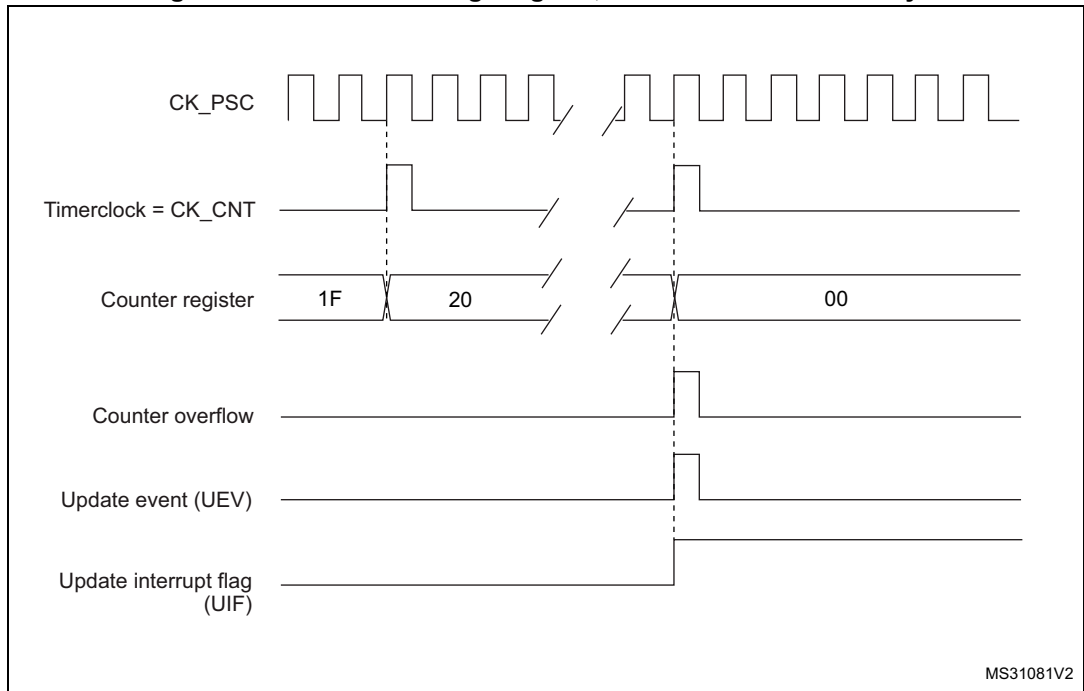 CK_PSC
Timerclock = CK_CNT
Counter register
1F
20
00
Counter overflow
Update event (UEV)
Update interrupt flag
(UIF)
MS31081V2